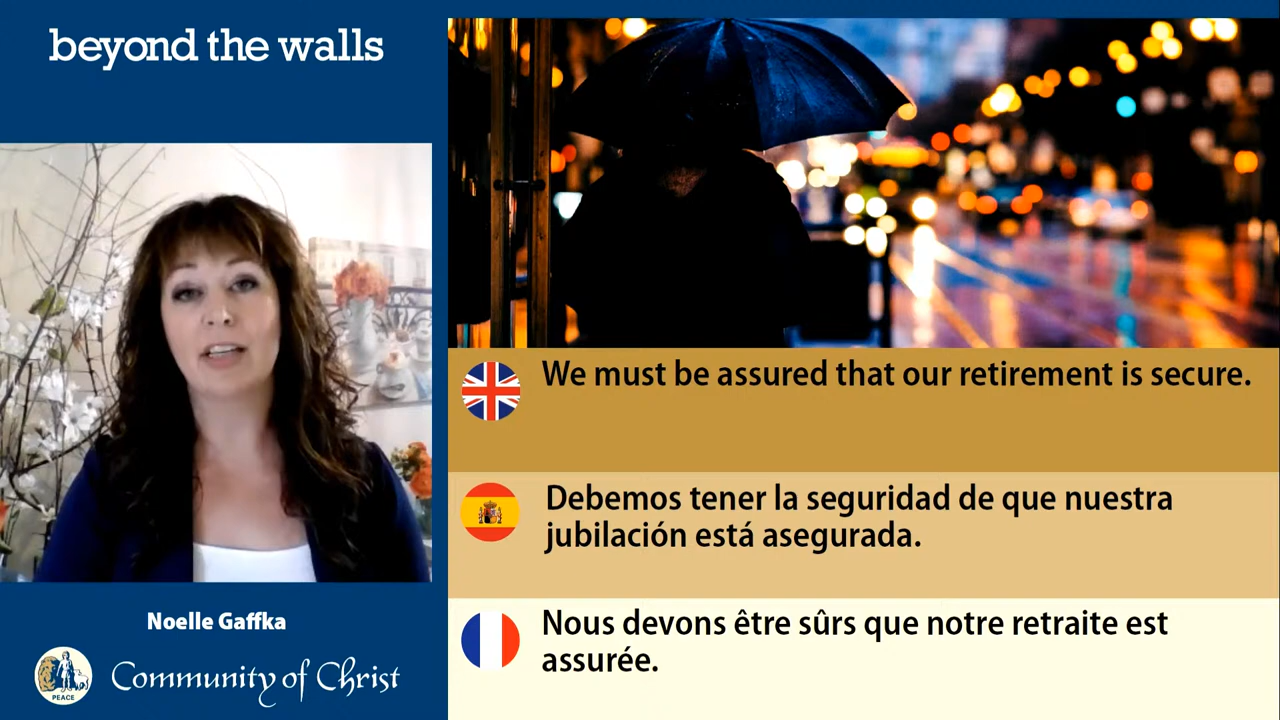 beyond the walls
We must be assured that our retirement is secure.
Debemos tener la seguridad de que nuestra
jubilación está asegurada.
Nous devons être sûrs que notre retraite est
assurée.
Noelle Gaffka
PEACE
Community of Christ